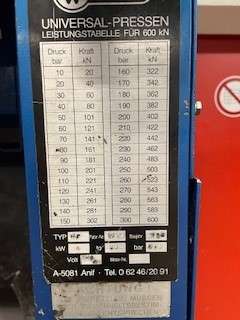 W
UNIVERSAL-PRESSEN
LEISTUNGSTABELLE FÜR 600 kN
Druck Kraft Druck Kraft
bar kN bar kN
10 20 160 322
20 40 170 342
30 60 180 362
40 80 190 382
50 101 200 402
60 121 210 422
70 141 220 442
80 161 230 462
90 181 240 483
100 201 250 503
110 221 260 523
120 241 270 543
130 261 280 563
140 281 290 583
150 302 300 600
TYP Baujahr
kW bar
Volt
A-5081 Anif · Tel. 0 62 46/20 91